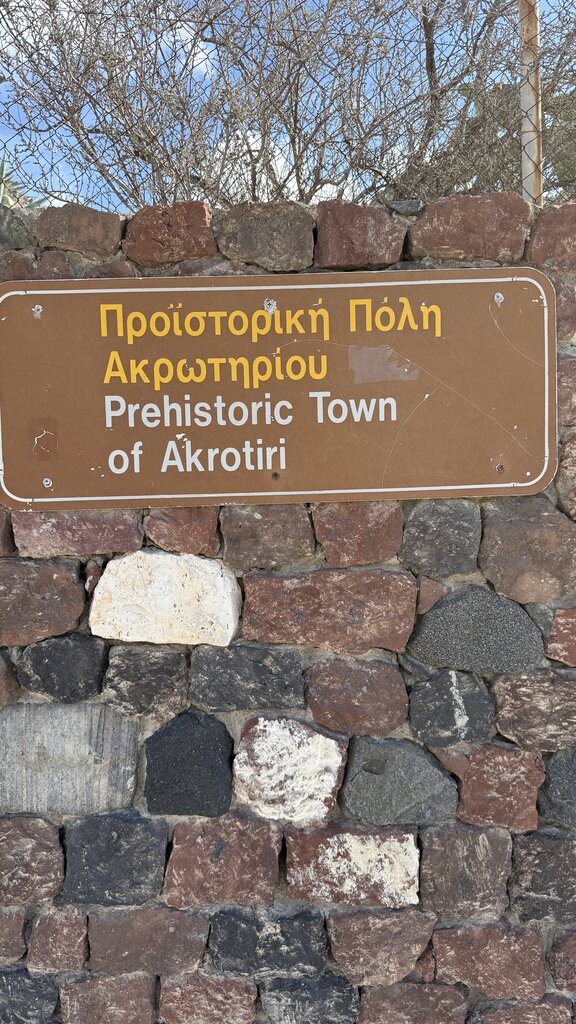 Προϊστορική Πόλη
Ακρωτηρίου
Prehistoric Town
of Akrotiri